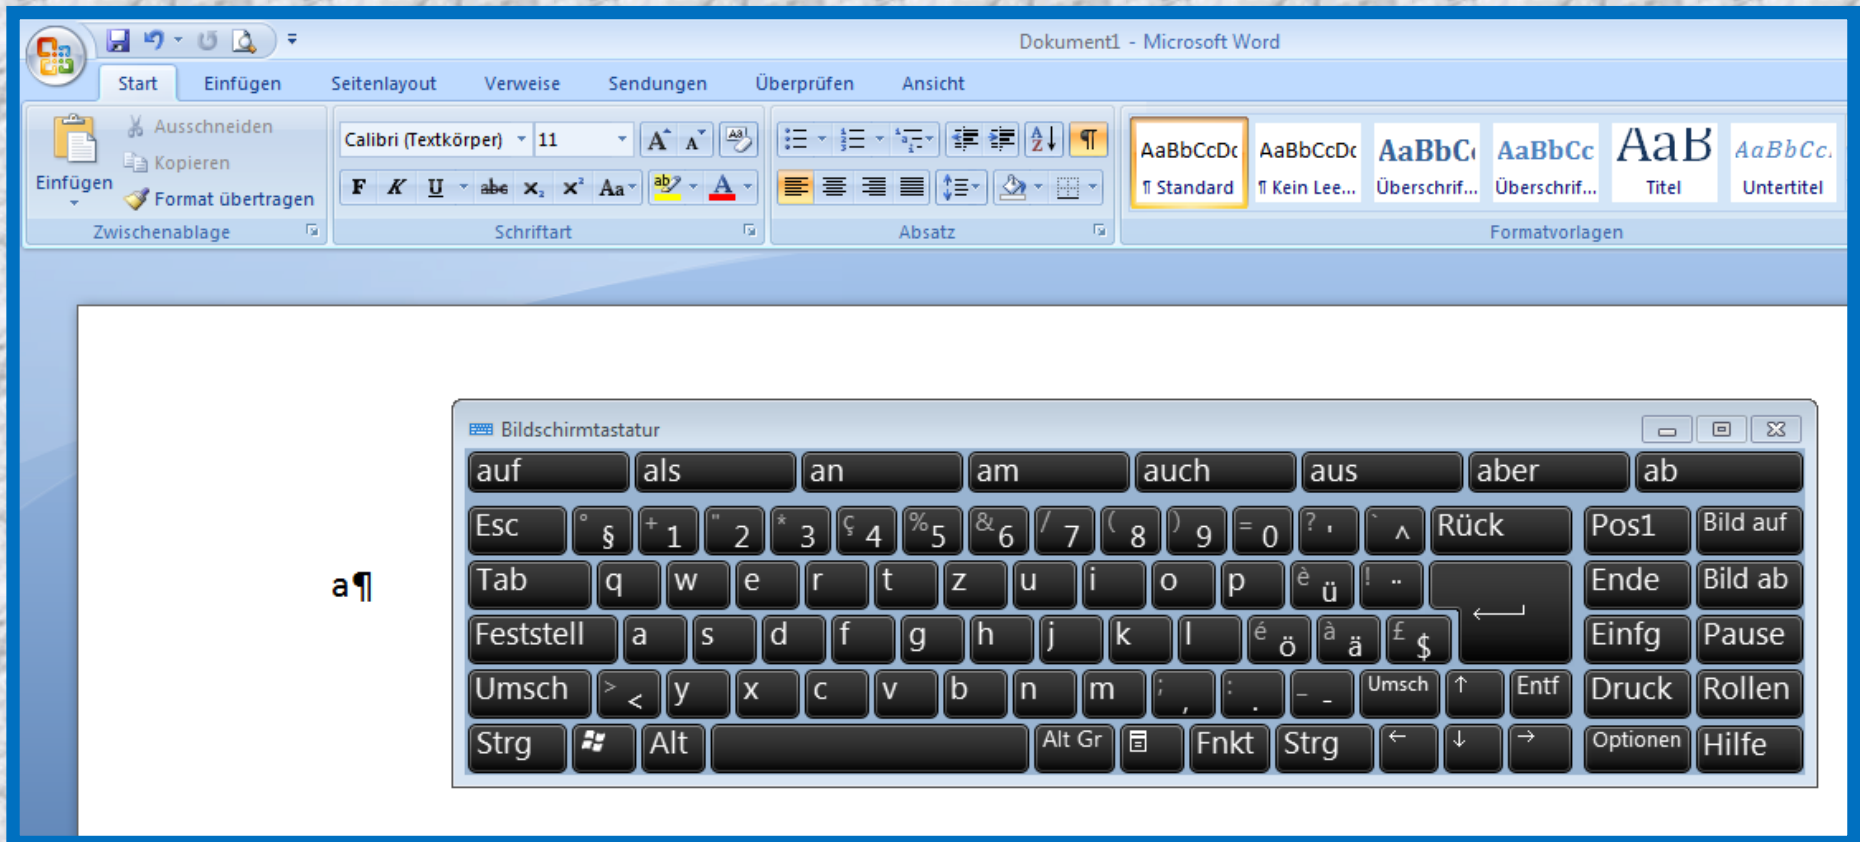 Dokument1 - Microsoft Word
Start Einfügen Seitenlayout Verweise Sendungen Überprüfen Ansicht
Einfügen
Ausschneiden
Kopieren
Format übertragen
Zwischenablage
Calibri (Textkörper) 11
F K U abc x₂ x² Aa ab A
Schriftart
Absatz
AaBbCcDc AaBbCcDc AaBbC AaBbCc AaB AaBbCc.
¶ Standard ¶ Kein Lee... Überschrif... Überschrif... Titel Untertitel
Formatvorlagen
a¶
Bildschirmtastatur
auf als an am auch aus aber ab
Esc ° § + 1 " 2 * 3 ç 4 % 5 & 6 / 7 ( 8 ) 9 = 0 ? ' ` ^ Rück Pos1 Bild auf
Tab q w e r t z u i o p è ü ! ¨ Ende Bild ab
Feststell a s d f g h j k l é ö à ä £ $ Einfg Pause
Umsch > < y x c v b n m ; , : . _ - Umsch ↑ Entf Druck Rollen
Strg Alt Alt Gr Fnkt Strg ← ↓ → Optionen Hilfe